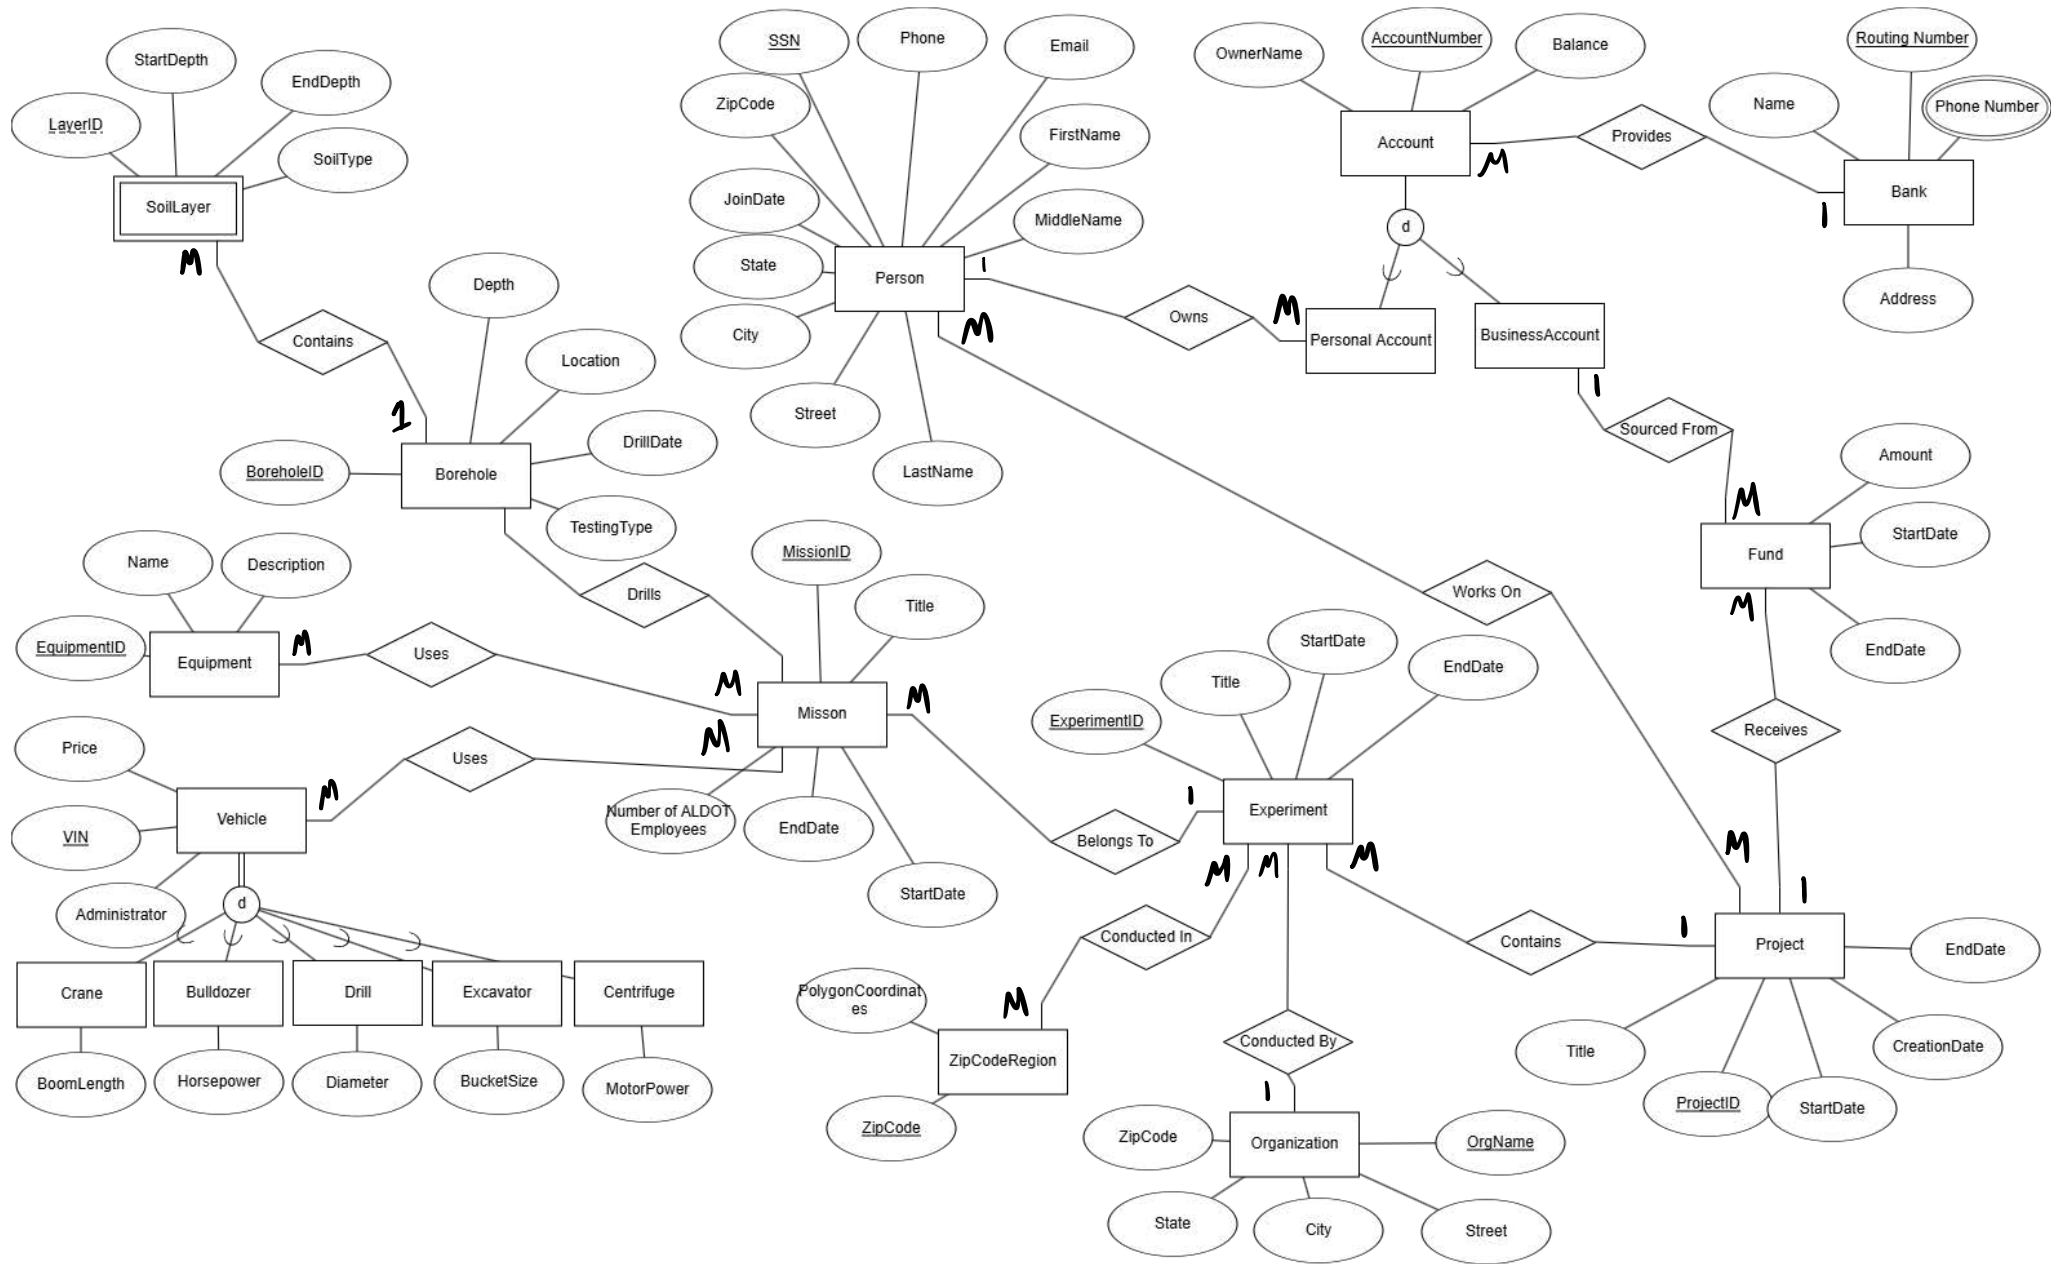 SSN
Phone
Email
AccountNumber
Routing Number
StartDepth
OwnerName
Balance
EndDepth
ZipCode
Name
Phone Number
LayerID
FirstName
Account
Provides
SoilType
M
Bank
SoilLayer
JoinDate
MiddleName
1
d
M
State
Person
1
Depth
Address
City
Owns
M
Personal Account
BusinessAccount
M
Contains
Location
1
1
Street
Sourced From
DrillDate
BoreholeID
Borehole
LastName
Amount
M
TestingType
StartDate
Fund
Name
Description
MissionID
M
Drills
Title
Works On
EquipmentID
M
Equipment
Uses
StartDate
EndDate
EndDate
Title
M
M
Misson
ExperimentID
Receives
M
Price
Uses
M
1
Experiment
Vehicle
VIN
Number of ALDOT
Employees
EndDate
Belongs To
M
M
M
M
1
StartDate
Administrator
d
Conducted In
Contains
1
Project
EndDate
Crane
Bulldozer
Drill
Excavator
Centrifuge
PolygonCoordinat
es
M
Conducted By
Title
CreationDate
BoomLength
Horsepower
Diameter
BucketSize
MotorPower
ZipCodeRegion
1
ProjectID
StartDate
ZipCode
ZipCode
Organization
OrgName
State
City
Street